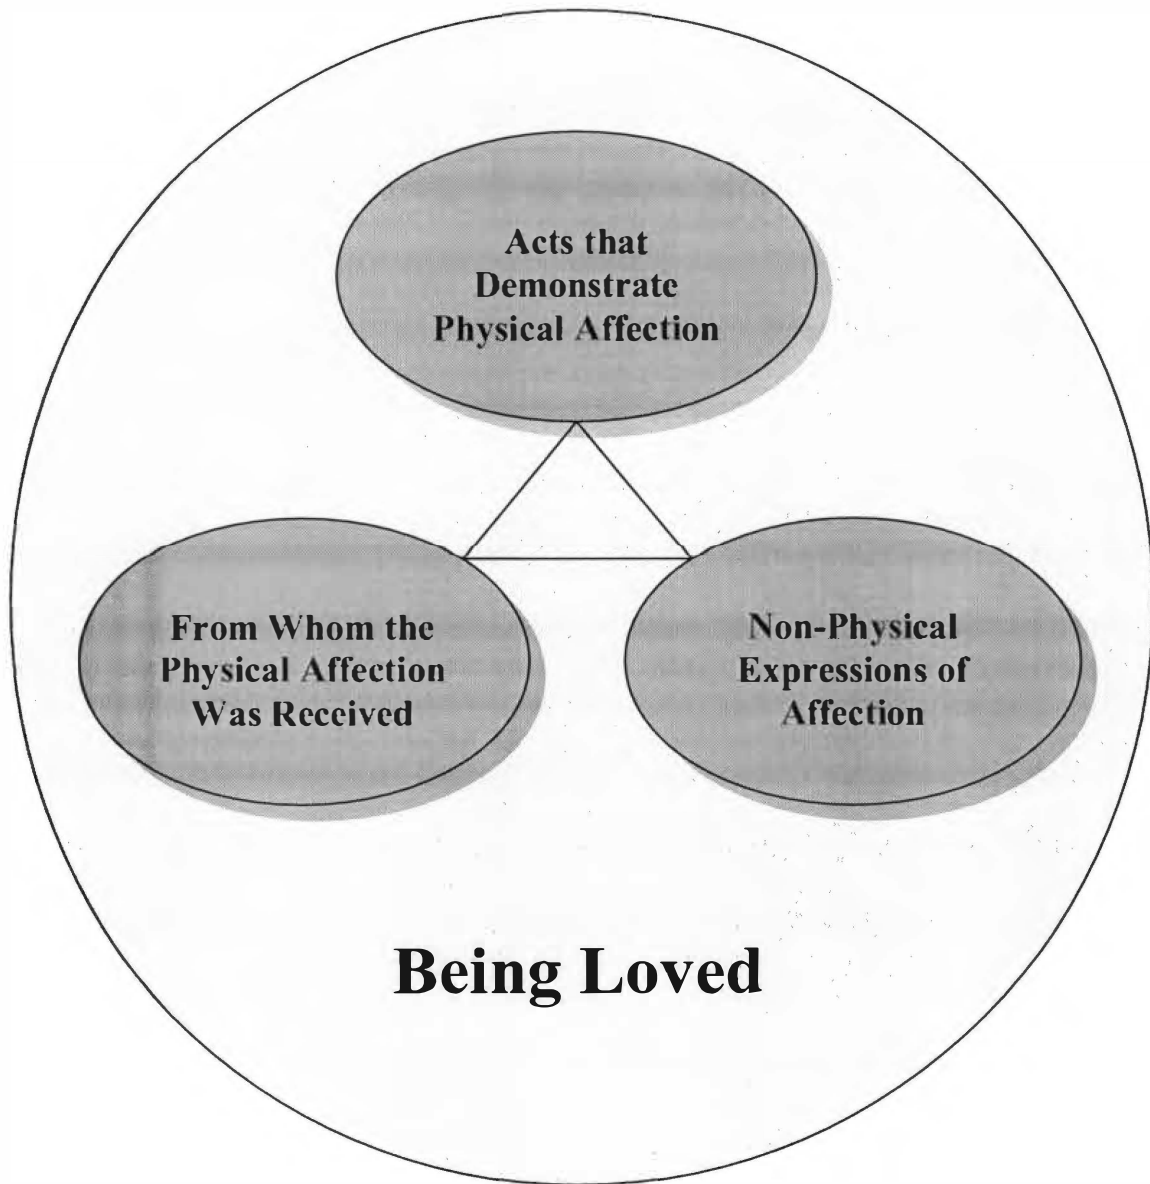 Acts that
Demonstrate
Physical Affection
From Whom the
Physical Affection
Was Received
Non-Physical
Expressions of
Affection
Being Loved